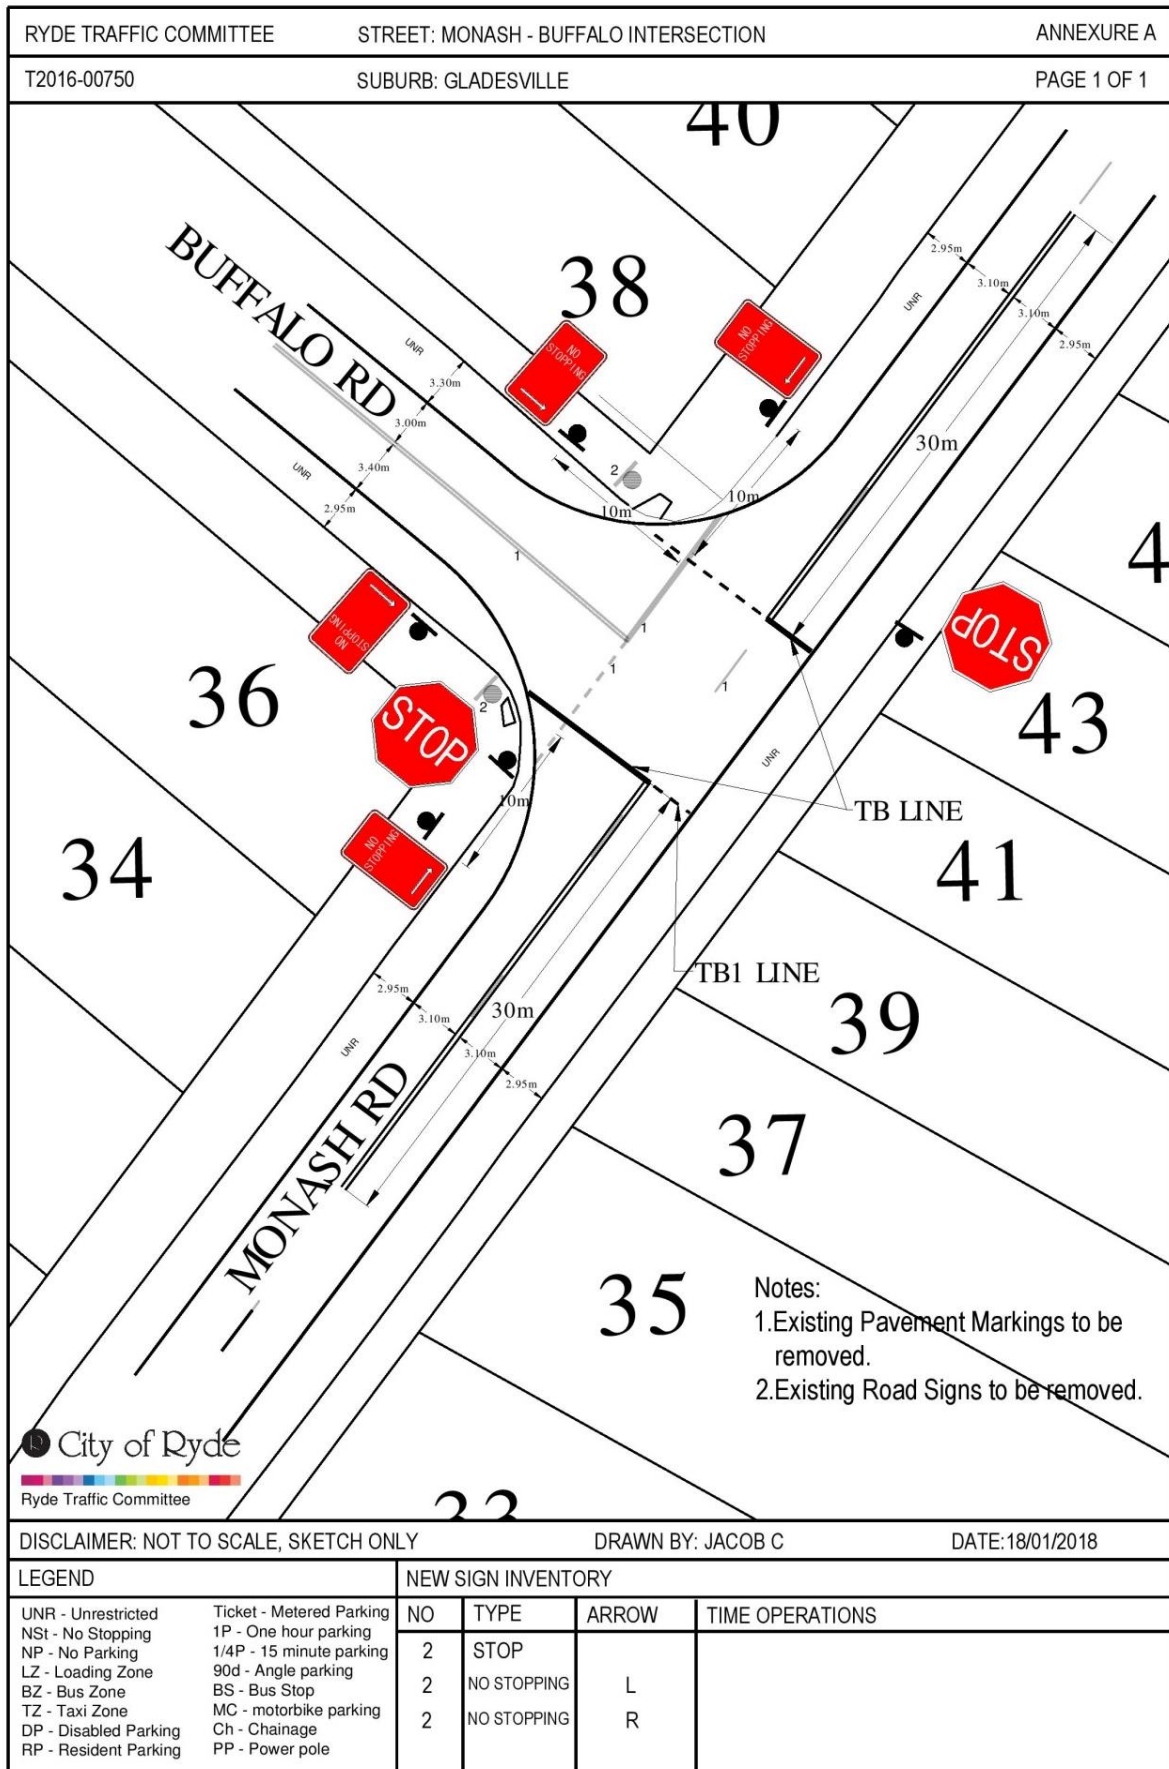 RYDE TRAFFIC COMMITTEE STREET: MONASH - BUFFALO INTERSECTION ANNEXURE A
T2016-00750 SUBURB: GLADESVILLE PAGE 1 OF 1
40
BUFFALO RD
38
NO STOPPING
NO STOPPING
UNR
UNR
2.95m
3.10m
3.10m
2.95m
UNR
3.30m
3.00m
3.40m
2.95m
30m
2
10m
10m
1
4
NO STOPPING
1
1
1
STOP
36
2
STOP
43
UNR
10m
TB LINE
NO STOPPING
34
41
TB1 LINE
39
2.95m
3.10m
3.10m
2.95m
30m
UNR
MONASH RD
37
35
Notes:
1.Existing Pavement Markings to be
removed.
2.Existing Road Signs to be removed.
City of Ryde
Ryde Traffic Committee
33
DISCLAIMER: NOT TO SCALE, SKETCH ONLY DRAWN BY: JACOB C DATE:18/01/2018
LEGEND
UNR - Unrestricted
NSt - No Stopping
NP - No Parking
LZ - Loading Zone
BZ - Bus Zone
TZ - Taxi Zone
DP - Disabled Parking
RP - Resident Parking
Ticket - Metered Parking
1P - One hour parking
1/4P - 15 minute parking
90d - Angle parking
BS - Bus Stop
MC - motorbike parking
Ch - Chainage
PP - Power pole
NEW SIGN INVENTORY
NO TYPE ARROW TIME OPERATIONS
2 STOP
2 NO STOPPING L
2 NO STOPPING R